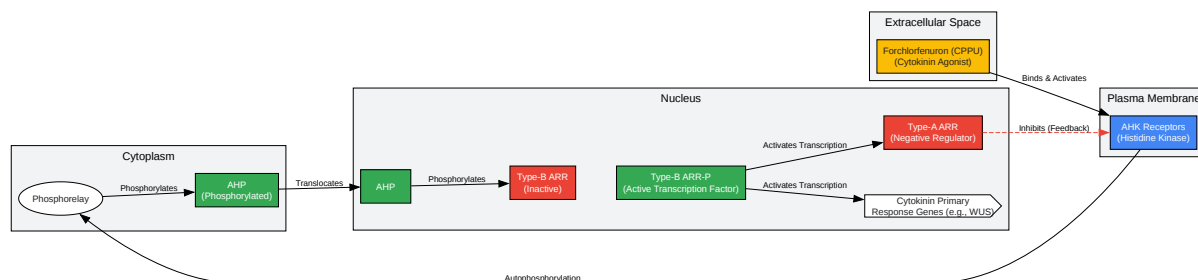 Extracellular Space
Forchlorfenuron (CPPU)
(Cytokinin Agonist)
Binds & Activates
Plasma Membrane
AHK Receptors
(Histidine Kinase)
Nucleus
Type-A ARR
(Negative Regulator)
Inhibits (Feedback)
Activates Transcription
Cytoplasm
Phosphorylates
Phosphorelay
AHP
(Phosphorylated)
Translocates
AHP
Phosphorylates
Type-B ARR
(Inactive)
Type-B ARR-P
(Active Transcription Factor)
Activates Transcription
Cytokinin Primary
Response Genes (e.g., WUS)
Autophosphorylation